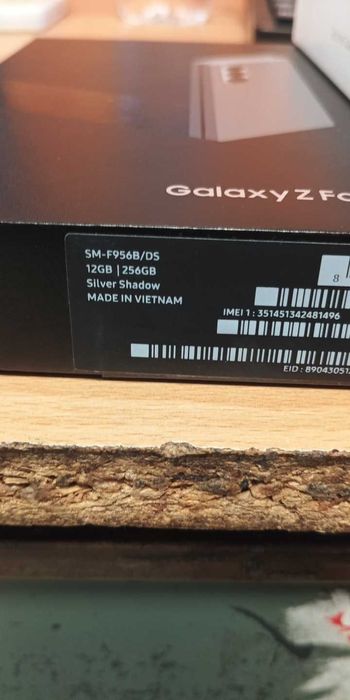 Galaxy Z Fo
SM-F956B/DS
12GB | 256GB
Silver Shadow
MADE IN VIETNAM
8
IMEI 1 : 351451342481496
EID : 89043051